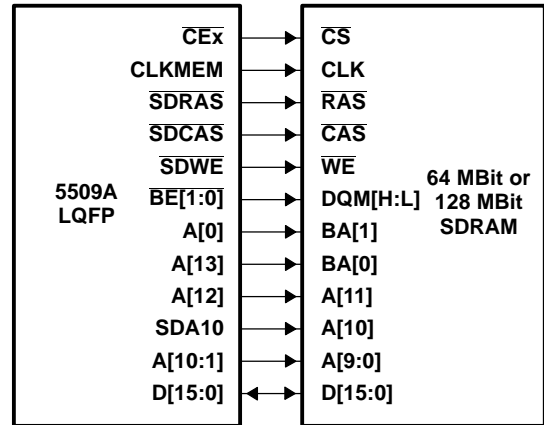 CEx CS
CLKMEM CLK
SDRAS RAS
SDCAS CAS
SDWE WE
BE[1:0] DQM[H:L]
A[0] BA[1]
A[13] BA[0]
A[12] A[11]
SDA10 A[10]
A[10:1] A[9:0]
D[15:0] D[15:0]
5509A
LQFP
64 MBit or
128 MBit
SDRAM